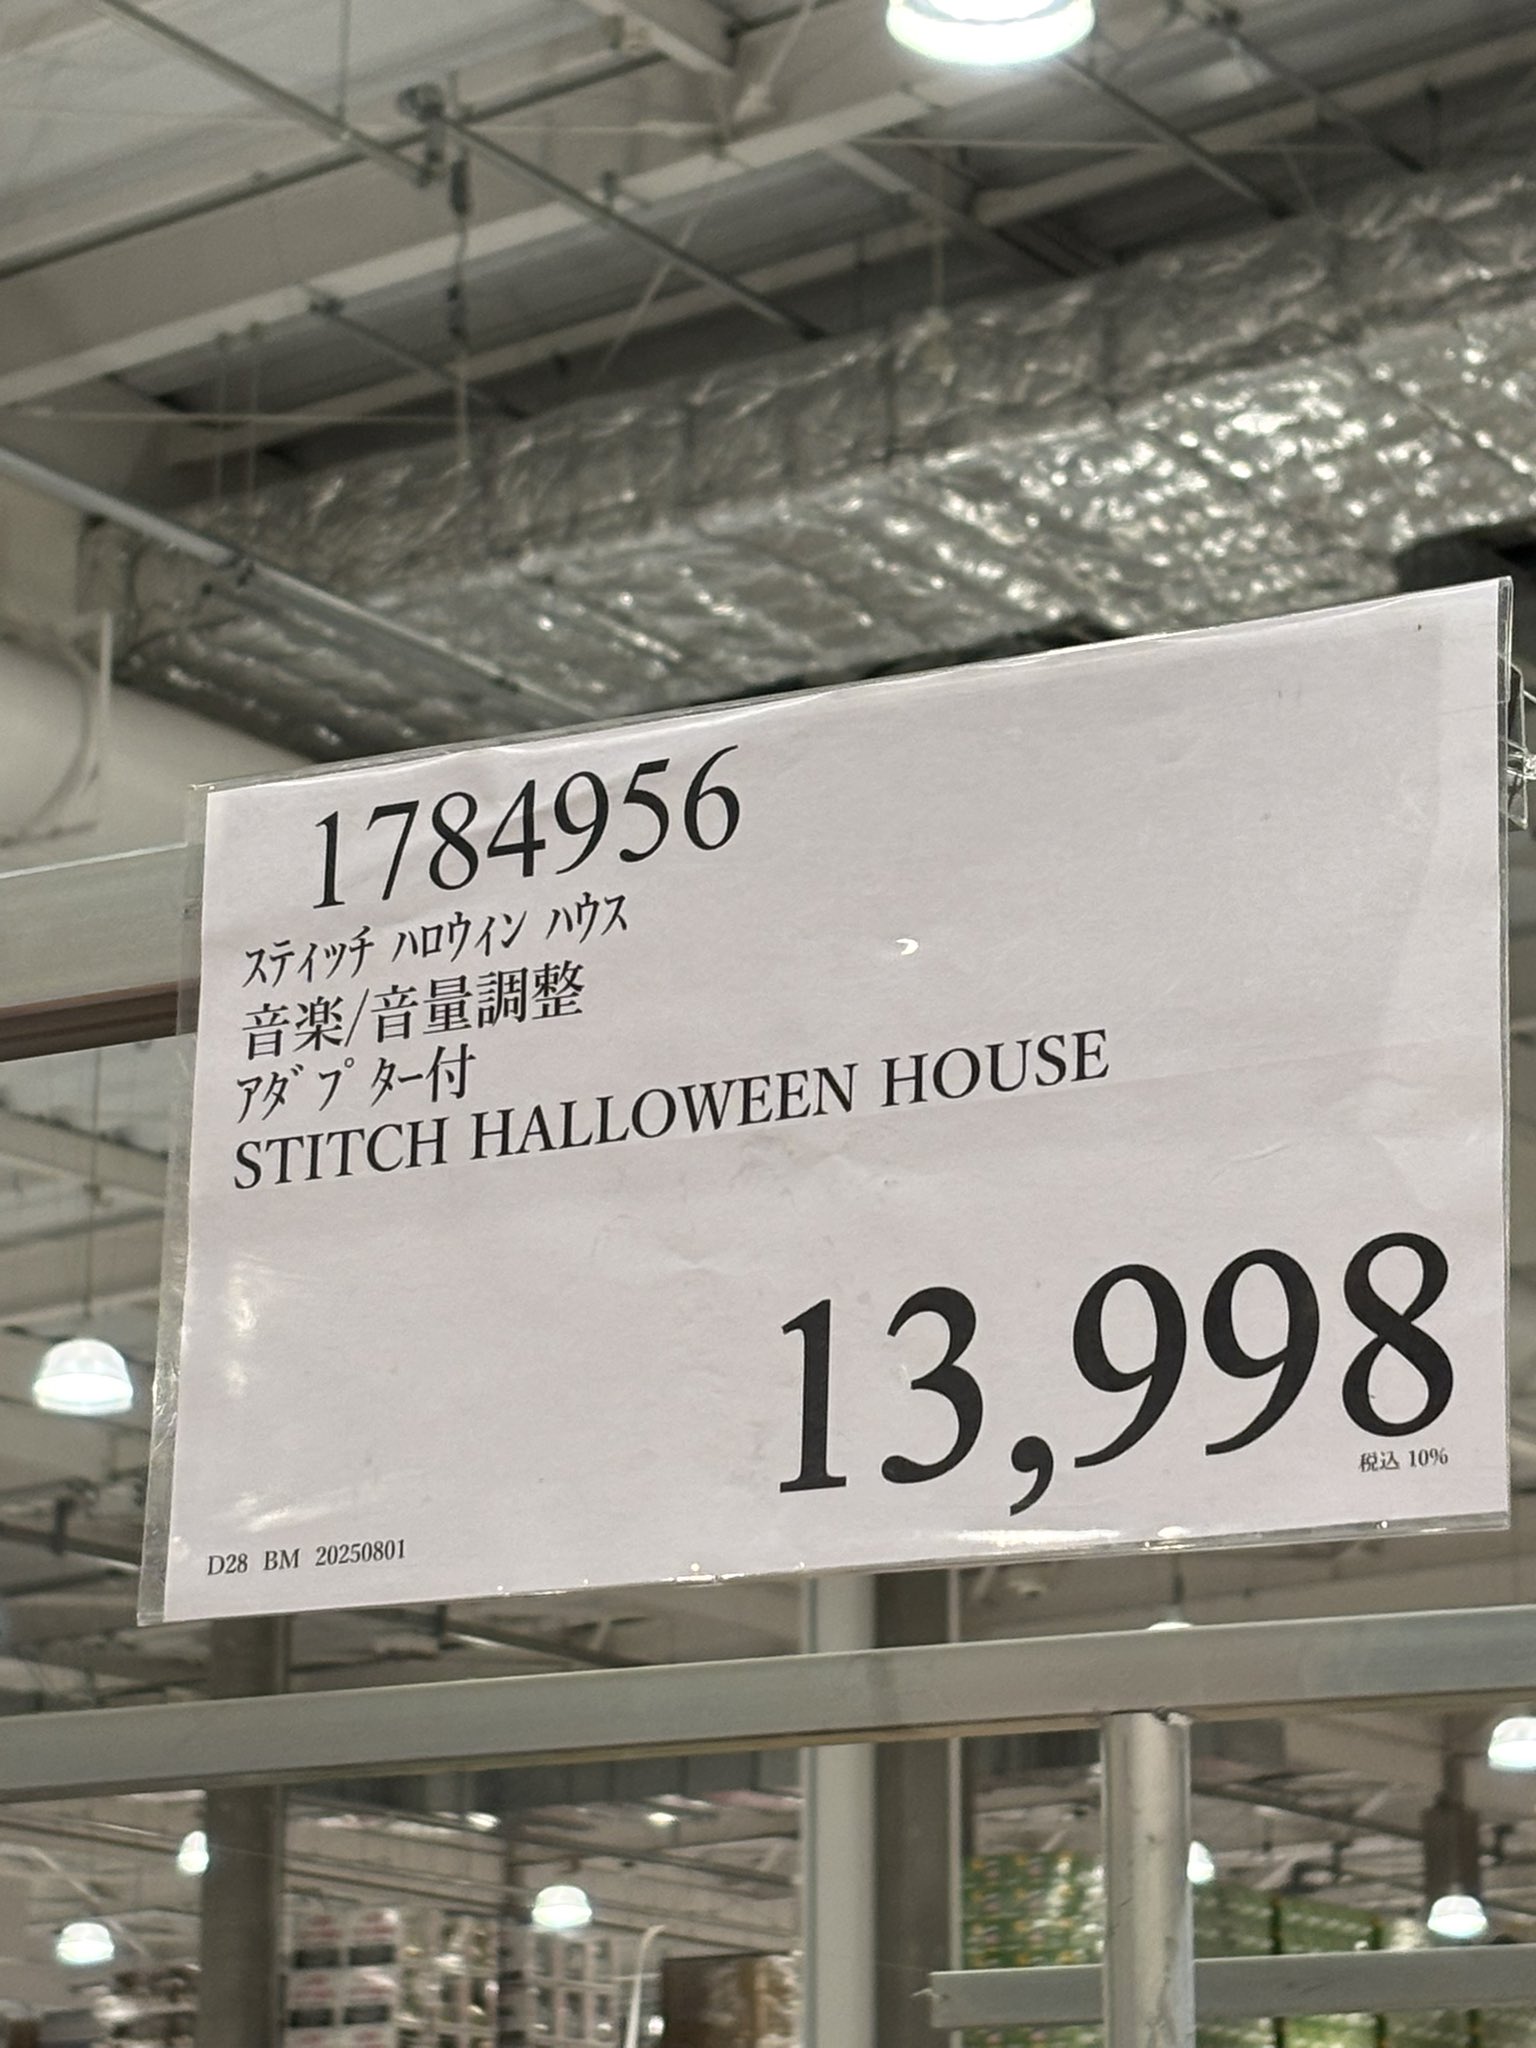 1784956
ｽﾃｨｯﾁ ﾊﾛｳｨﾝ ﾊｳｽ
音楽/音量調整
ｱﾀﾞﾌﾟﾀｰ付
STITCH HALLOWEEN HOUSE
13,998
税込 10%
D28 BM 20250801